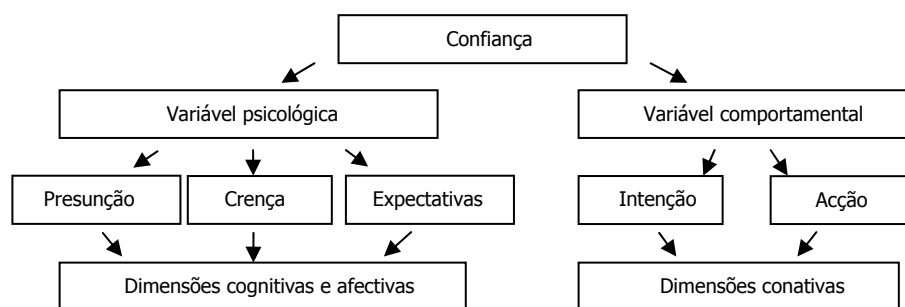 Confiança
Variável psicológica
Variável comportamental
Presunção
Crença
Expectativas
Intenção
Acção
Dimensões cognitivas e afectivas
Dimensões conativas